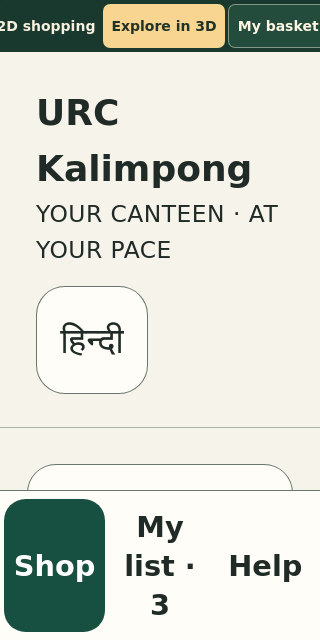 2D shopping Explore in 3D My basket
URC
Kalimpong
YOUR CANTEEN · AT
YOUR PACE
हिन्दी
Shop My list · 3 Help